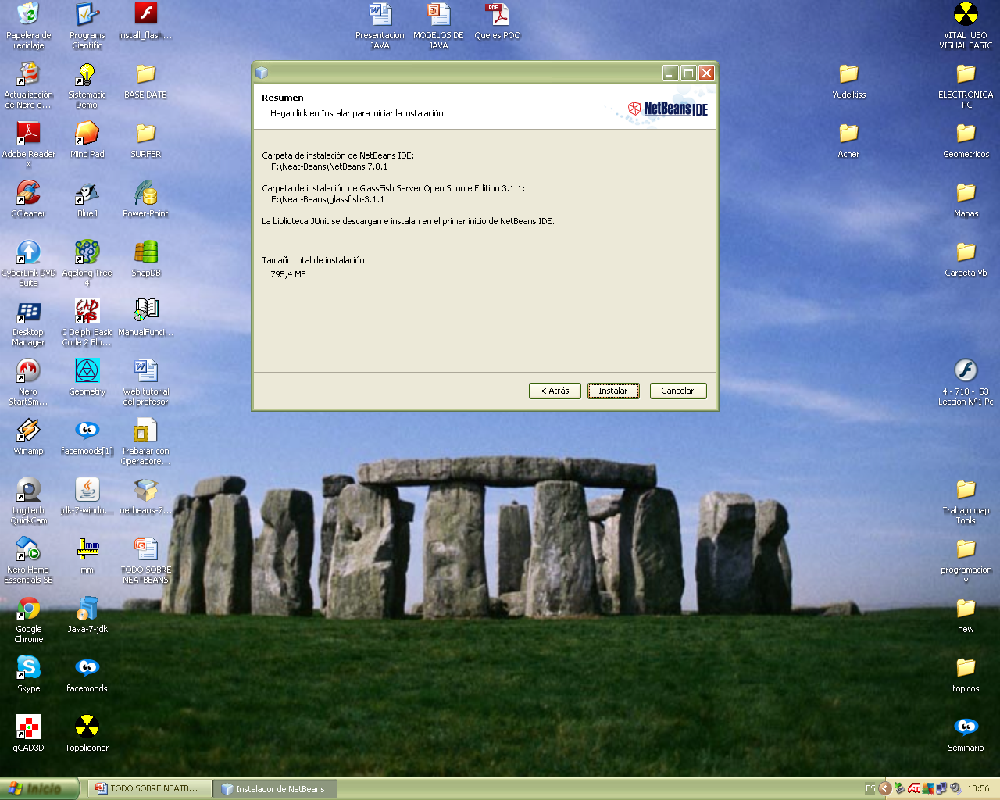 Papelera de
reciclaje
Programs
Cientific
install_flash...
Presentacion
JAVA
MODELOS DE
JAVA
Que es POO
VITAL USO
VISUAL BASIC
Actualización
de Nero e...
Sistematic
Demo
BASE DATE
Yudelkiss
ELECTRONICA
PC
Adobe Reader
X
Mind Pad
SURFER
Acner
Geometricos
CCleaner
BlueJ
Power-Point
Mapas
CyberLink DVD
Suite
Agelong Tree
4
SnapDB
Carpeta Vb
Desktop
Manager
C Delphi Basic
Code 2 Flo...
ManualFunci...
Nero
StartSm...
Geometry
Web tutorial
del profesor
4 - 718 - 53
Leccion Nº1 Pc
Winamp
facemoods[1]
Trabajar con
Operadore...
Logitech
QuickCam
jdk-7-windo...
netbeans-7...
Trabajo map
Tools
Nero Home
Essentials SE
mm
mm
TODO SOBRE
NEATBEANS
programacion
v
Google
Chrome
Java-7-jdk
new
Skype
facemoods
topicos
gCAD3D
Topoligonar
Seminario
Resumen
Haga click en Instalar para iniciar la instalación.
NetBeans IDE
Carpeta de instalación de NetBeans IDE:
F:\Neat-Beans\NetBeans 7.0.1
Carpeta de instalación de GlassFish Server Open Source Edition 3.1.1:
F:\Neat-Beans\glassfish-3.1.1
La biblioteca JUnit se descargan e instalan en el primer inicio de NetBeans IDE.
Tamaño total de instalación:
795,4 MB
< Atrás
Instalar
Cancelar
Inicio
TODO SOBRE NEATB...
Instalador de NetBeans
ES
18:56